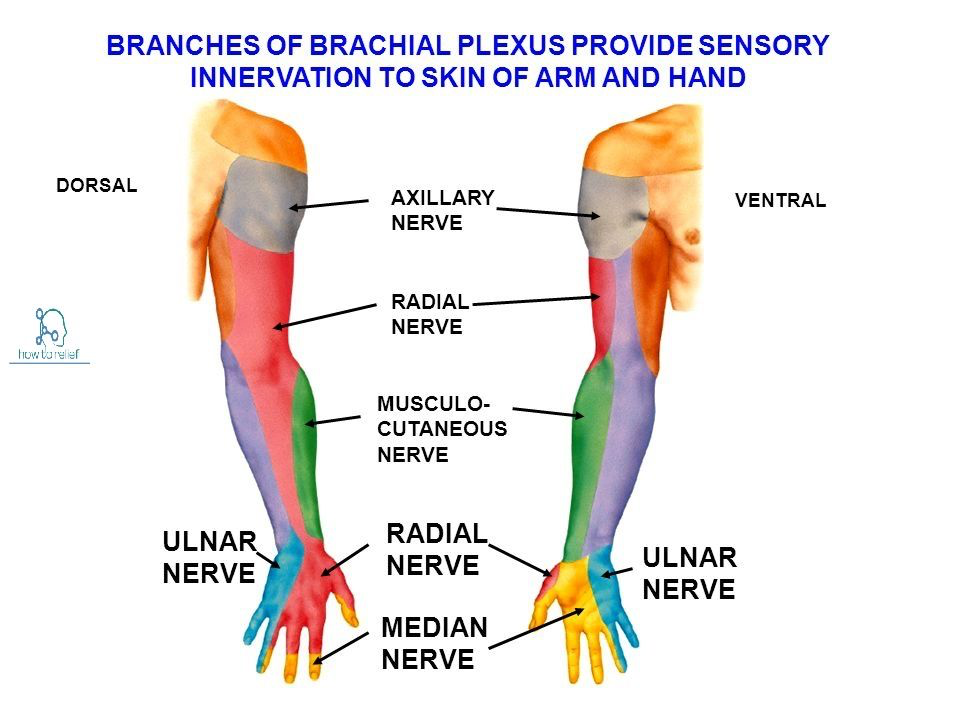 BRANCHES OF BRACHIAL PLEXUS PROVIDE SENSORY
INNERVATION TO SKIN OF ARM AND HAND
DORSAL
VENTRAL
AXILLARY
NERVE
RADIAL
NERVE
how to relief
MUSCULO-
CUTANEOUS
NERVE
ULNAR
NERVE
RADIAL
NERVE
ULNAR
NERVE
MEDIAN
NERVE